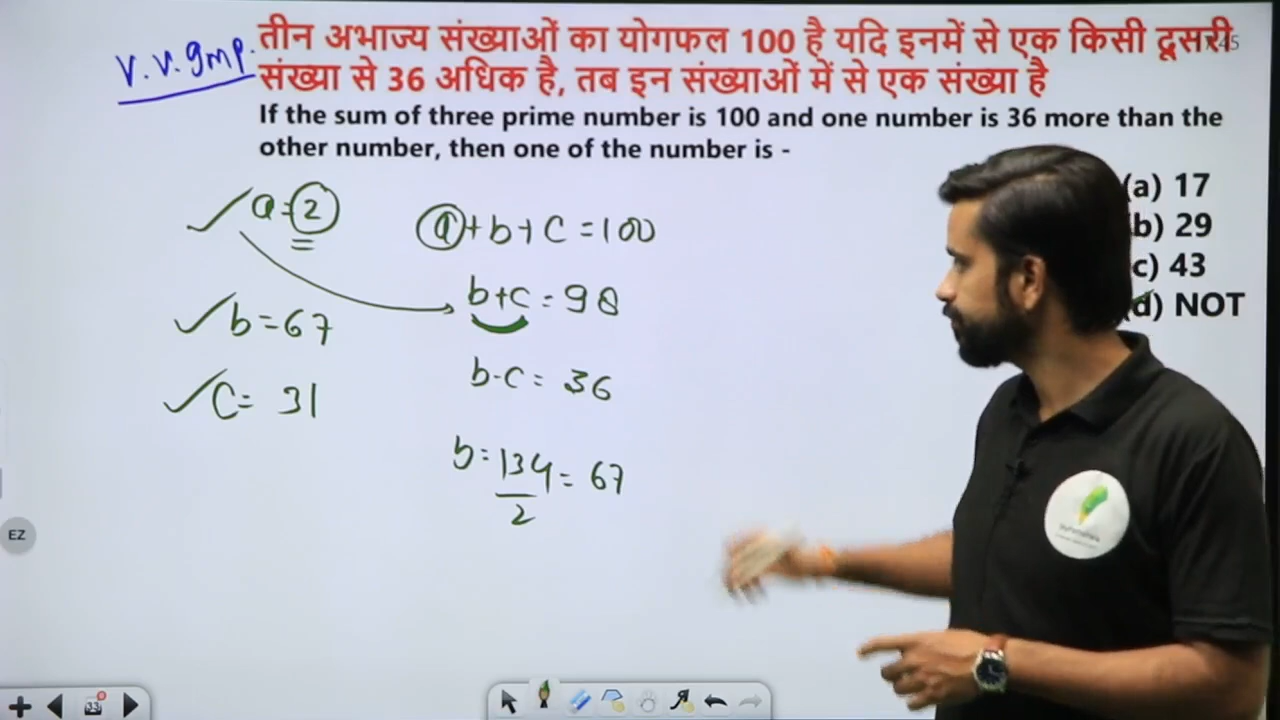 V.V.Imp.
तीन अभाज्य संख्याओं का योगफल 100 है यदि इनमें से एक किसी दूसरी
संख्या से 36 अधिक है, तब इन संख्याओं में से एक संख्या है
If the sum of three prime number is 100 and one number is 36 more than the
other number, then one of the number is -
(a) 17
b) 29
c) 43
(d) NOT
a=2
a+b+c=100
b+c=98
b=67
b-c=36
c=31
b=134/2=67
EZ
33